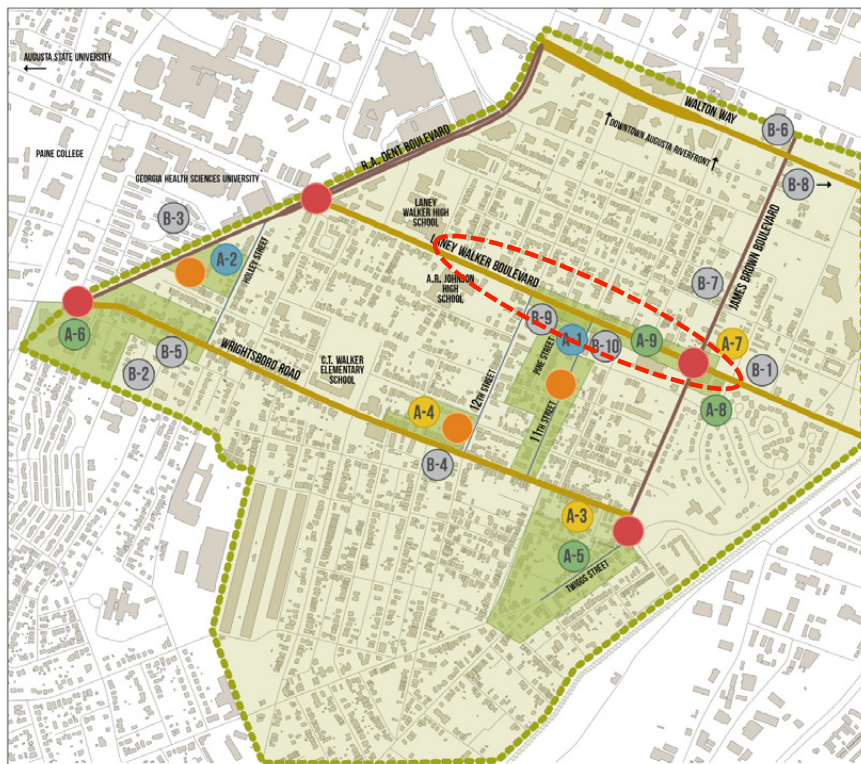 AUGUSTA STATE UNIVERSITY
PAINE COLLEGE
GEORGIA HEALTH SCIENCES UNIVERSITY
R.A. DENT BOULEVARD
WALTON WAY
DOWNTOWN AUGUSTA RIVERFRONT
B-6
B-8
B-3
A-2
HOLLEY STREET
LANEY
WALKER HIGH
SCHOOL
LANEY WALKER BOULEVARD
A.R. JOHNSON
HIGH
SCHOOL
B-7
JAMES BROWN BOULEVARD
A-6
B-5
B-2
WRIGHTSBORO ROAD
C.T. WALKER
ELEMENTARY
SCHOOL
B-9
A-1
B-10
A-9
A-7
B-1
A-8
PINE STREET
12TH STREET
11TH STREET
A-4
B-4
A-3
A-5
TWIGGS STREET